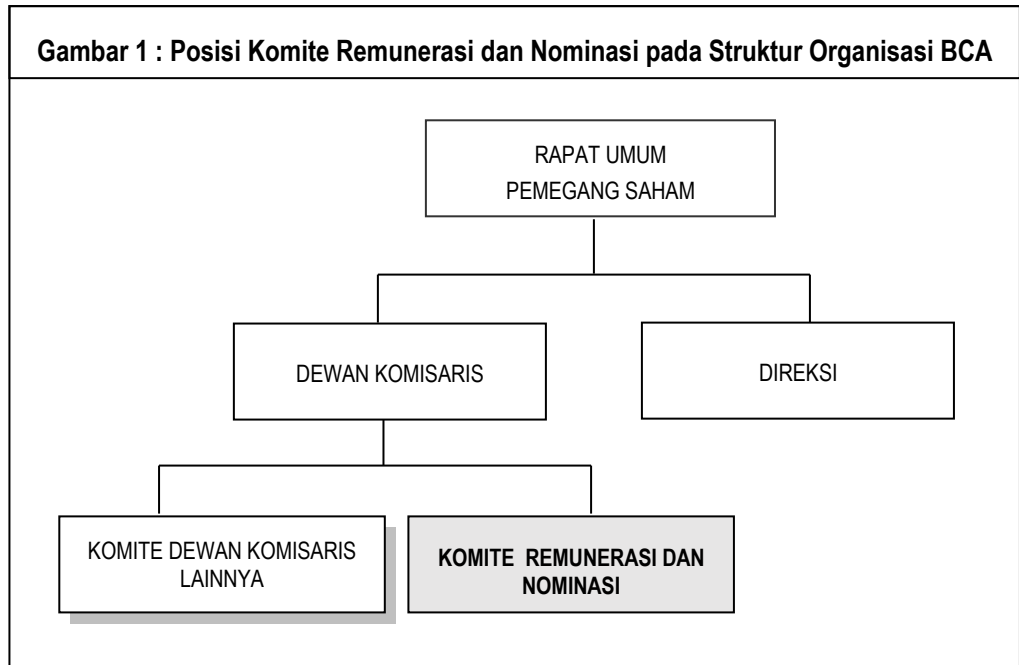 Gambar 1 : Posisi Komite Remunerasi dan Nominasi pada Struktur Organisasi BCA
RAPAT UMUM
PEMEGANG SAHAM
DEWAN KOMISARIS
DIREKSI
KOMITE DEWAN KOMISARIS
LAINNYA
KOMITE REMUNERASI DAN
NOMINASI